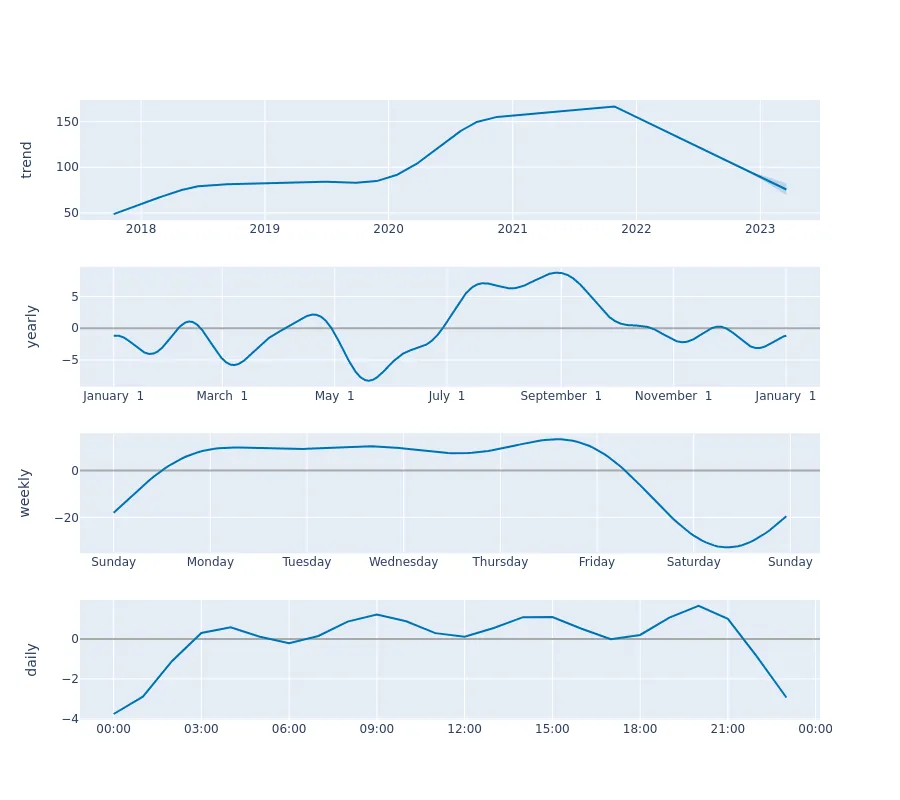 trend
150
100
50
2018 2019 2020 2021 2022 2023
yearly
5
0
−5
January 1 March 1 May 1 July 1 September 1 November 1 January 1
weekly
0
−20
Sunday Monday Tuesday Wednesday Thursday Friday Saturday Sunday
daily
0
−2
−4
00:00 03:00 06:00 09:00 12:00 15:00 18:00 21:00 00:00